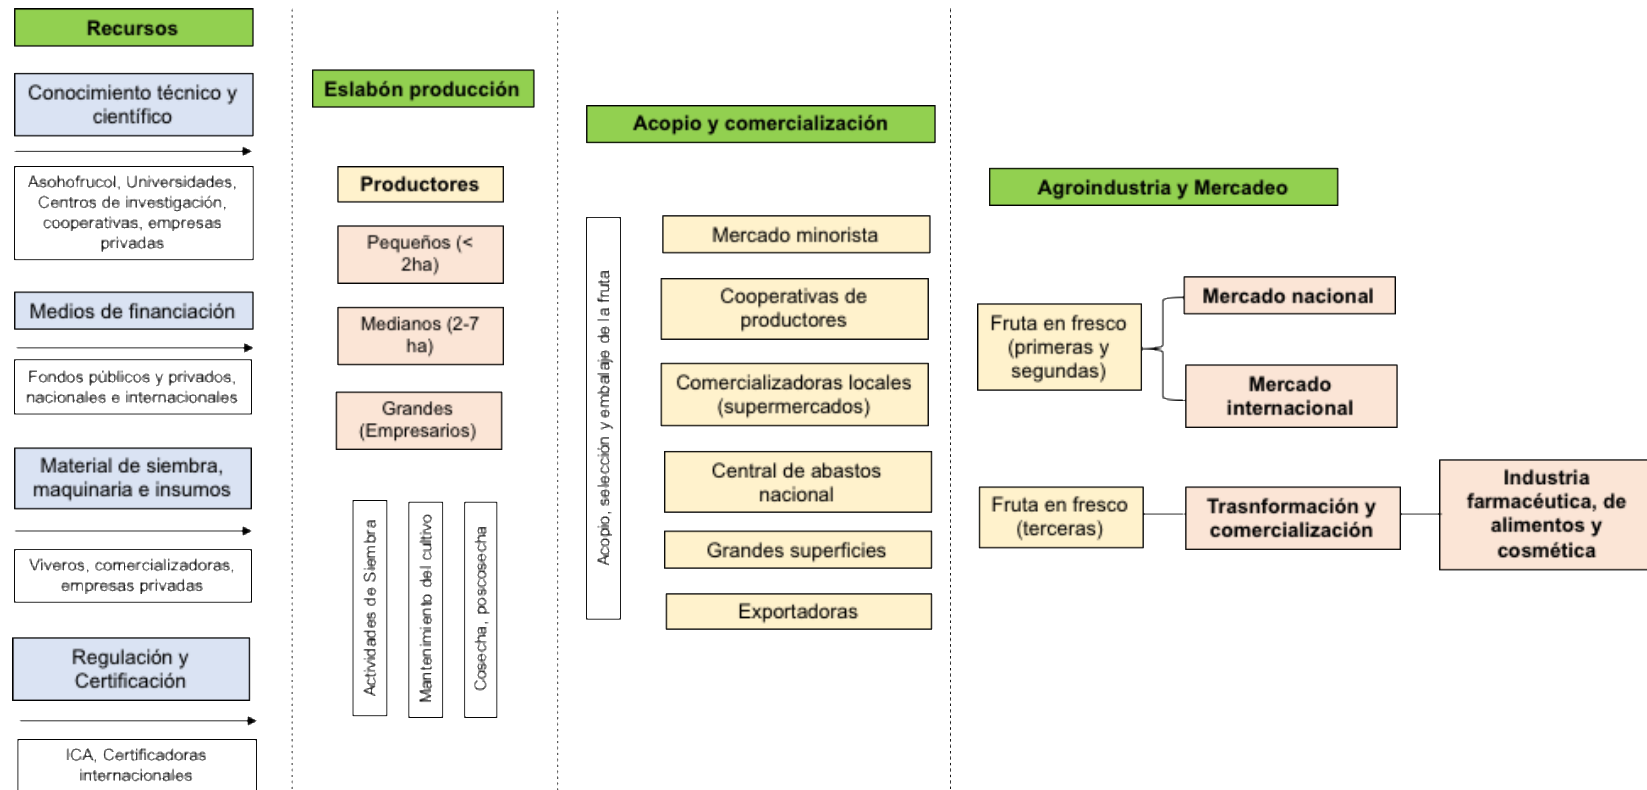 Recursos
Conocimiento técnico y
científico
Asohofrucol, Universidades,
Centros de investigación,
cooperativas, empresas
privadas
Medios de financiación
Fondos públicos y privados,
nacionales e internacionales
Material de siembra,
maquinaria e insumos
Viveros, comercializadoras,
empresas privadas
Regulación y
Certificación
ICA, Certificadoras
internacionales
Eslabón producción
Productores
Pequeños (<
2ha)
Medianos (2-7
ha)
Grandes
(Empresarios)
Actividades de Siembra
Mantenimiento del cultivo
Cosecha, poscosecha
Acopio y comercialización
Acopio, selección y embalaje de la fruta
Mercado minorista
Cooperativas de
productores
Comercializadoras locales
(supermercados)
Central de abastos
nacional
Grandes superficies
Exportadoras
Agroindustria y Mercadeo
Fruta en fresco
(primeras y
segundas)
Mercado nacional
Mercado
internacional
Fruta en fresco
(terceras)
Trasnformación y
comercialización
Industria
farmacéutica, de
alimentos y
cosmética